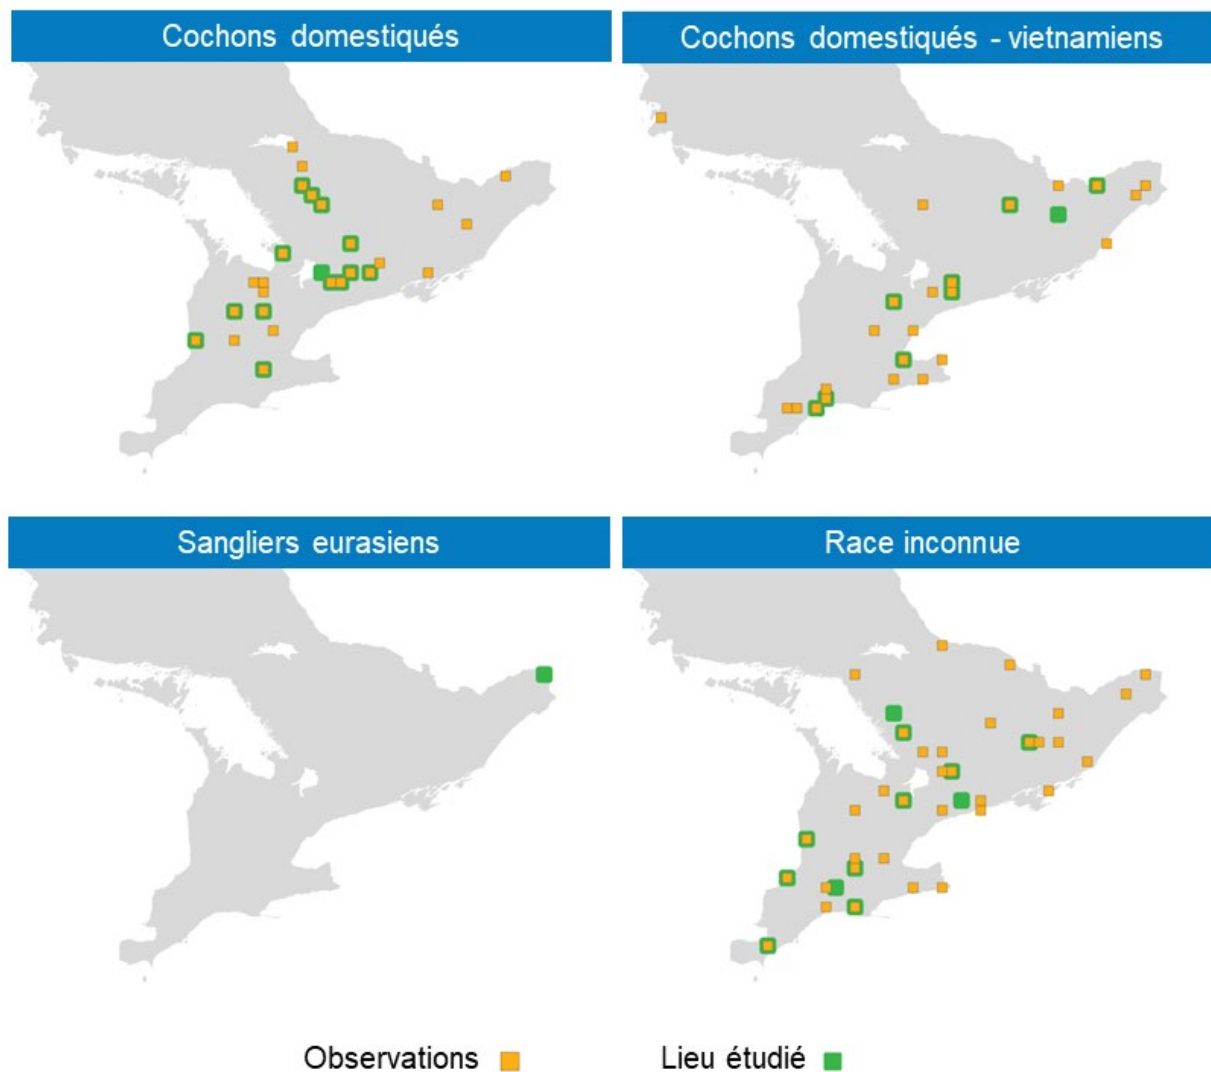 Cochons domestiqués
Cochons domestiqués - vietnamiens
Sangliers eurasiens
Race inconnue
Observations
Lieu étudié